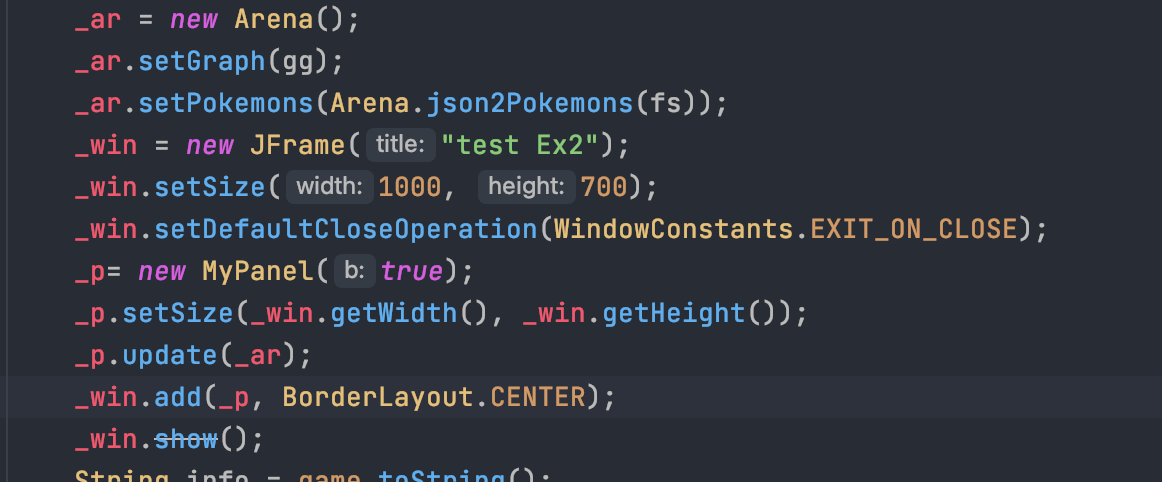 _ar = new Arena();
_ar.setGraph(gg);
_ar.setPokemons(Arena.json2Pokemons(fs));
_win = new JFrame( title: "test Ex2");
_win.setSize( width: 1000, height: 700);
_win.setDefaultCloseOperation(WindowConstants.EXIT_ON_CLOSE);
_p= new MyPanel( b: true);
_p.setSize(_win.getWidth(), _win.getHeight());
_p.update(_ar);
_win.add(_p, BorderLayout.CENTER);
_win.show();
String info = game.toString();